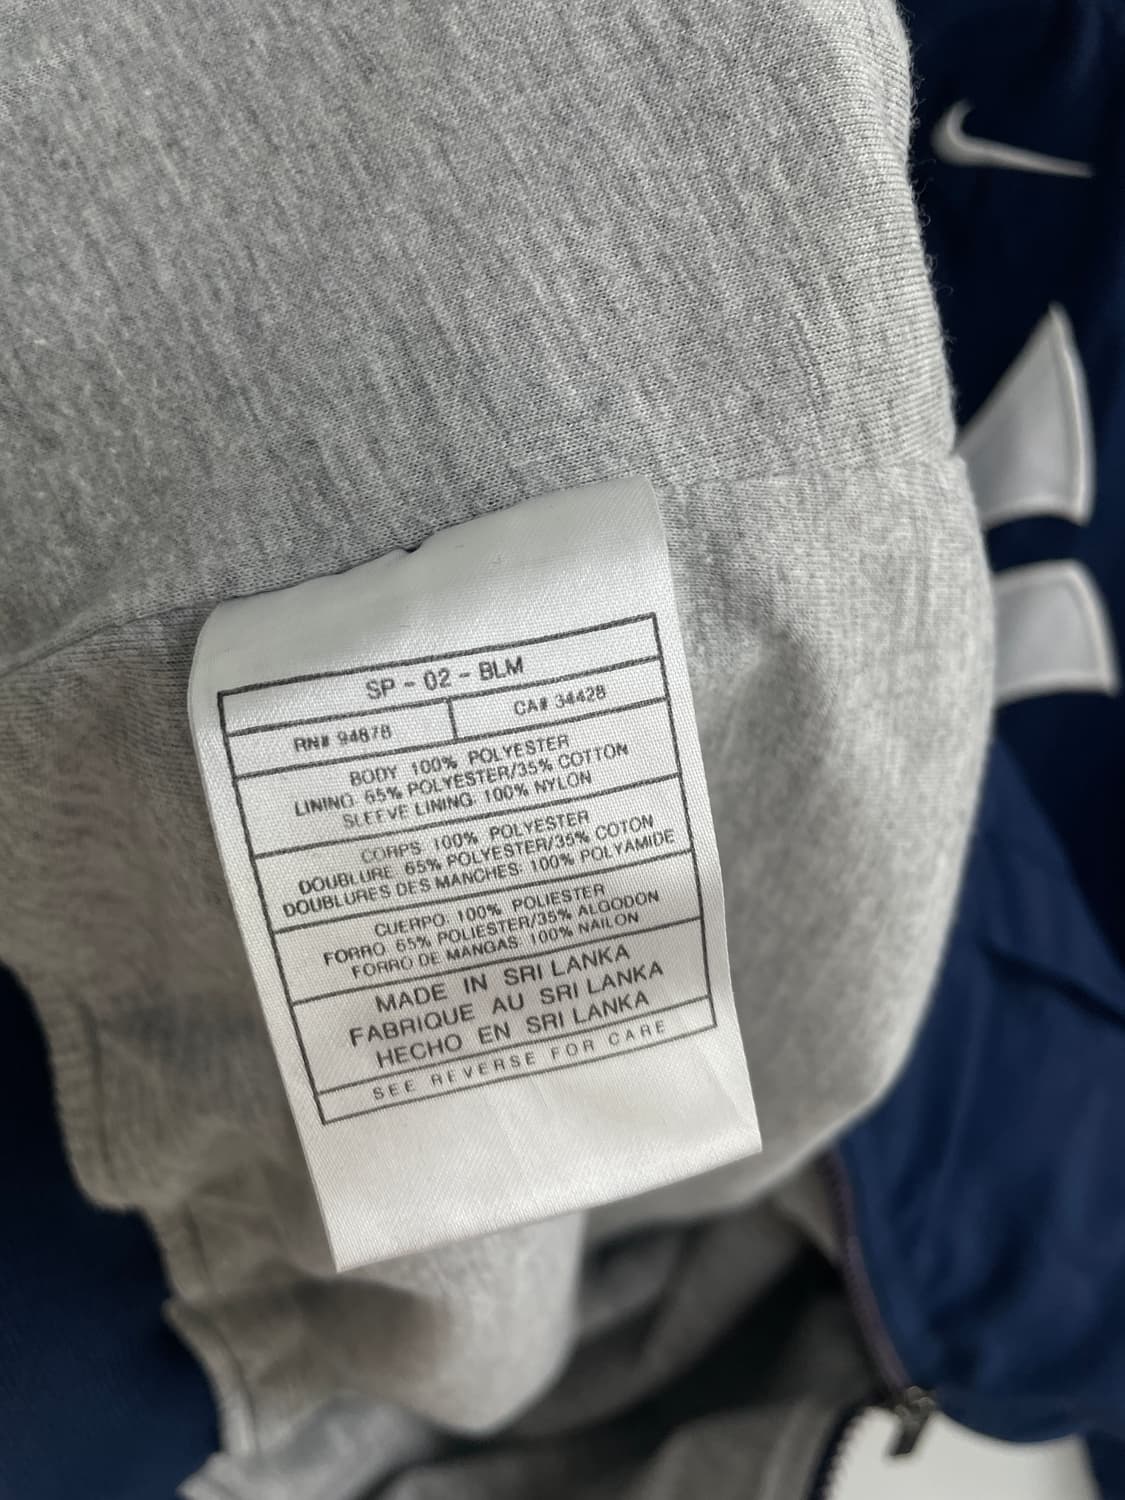 SP - 02 - BLM
RN# 94878 CA# 34428
BODY 100% POLYESTER
LINING 65% POLYESTER/35% COTTON
SLEEVE LINING: 100% NYLON
CORPS 100% POLYESTER
DOUBLURE 65% POLYESTER/35% COTON
DOUBLURES DES MANCHES: 100% POLYAMIDE
CUERPO 100% POLIESTER
FORRO 65% POLIESTER/35% ALGODON
FORRO DE MANGAS 100% NAILON
MADE IN SRI LANKA
FABRIQUE AU SRI LANKA
HECHO EN SRI LANKA
SEE REVERSE FOR CARE